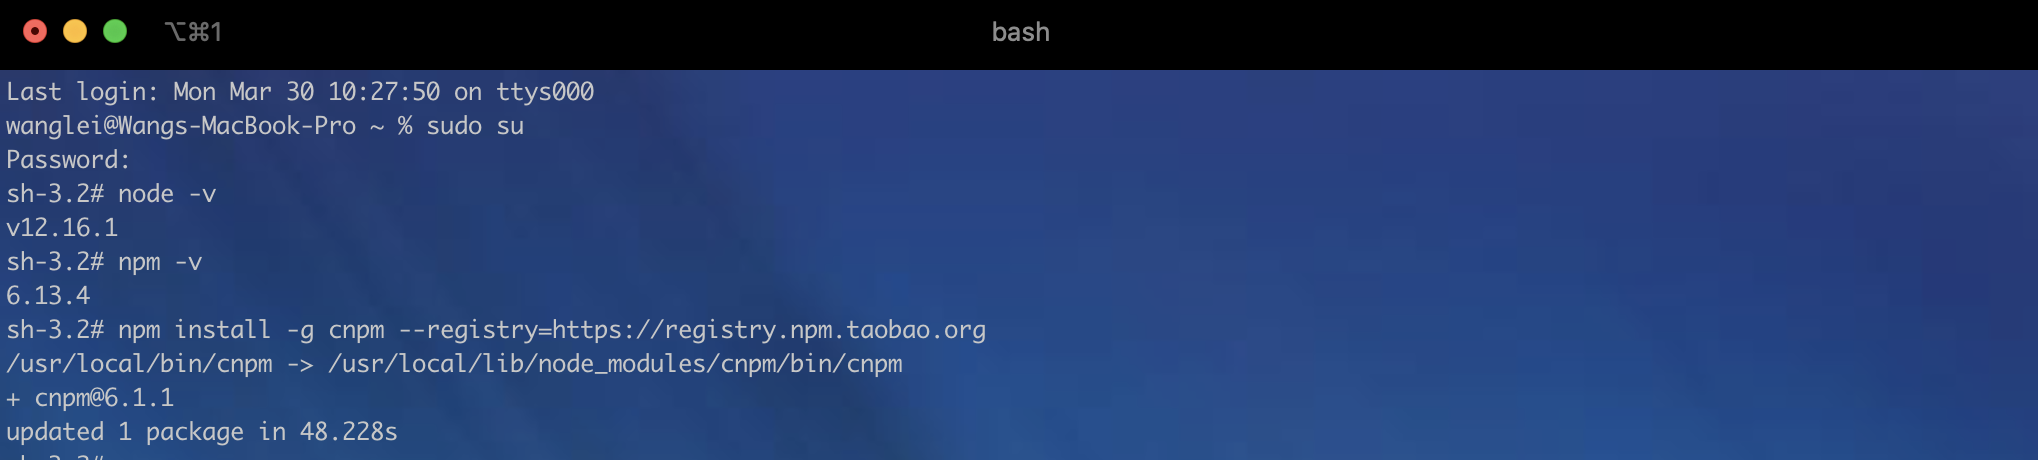 ⌥⌘1
bash
Last login: Mon Mar 30 10:27:50 on ttys000
wanglei@Wangs-MacBook-Pro ~ % sudo su
Password:
sh-3.2# node -v
v12.16.1
sh-3.2# npm -v
6.13.4
sh-3.2# npm install -g cnpm --registry=https://registry.npm.taobao.org
/usr/local/bin/cnpm -> /usr/local/lib/node_modules/cnpm/bin/cnpm
+ cnpm@6.1.1
updated 1 package in 48.228s
sh-3.2#